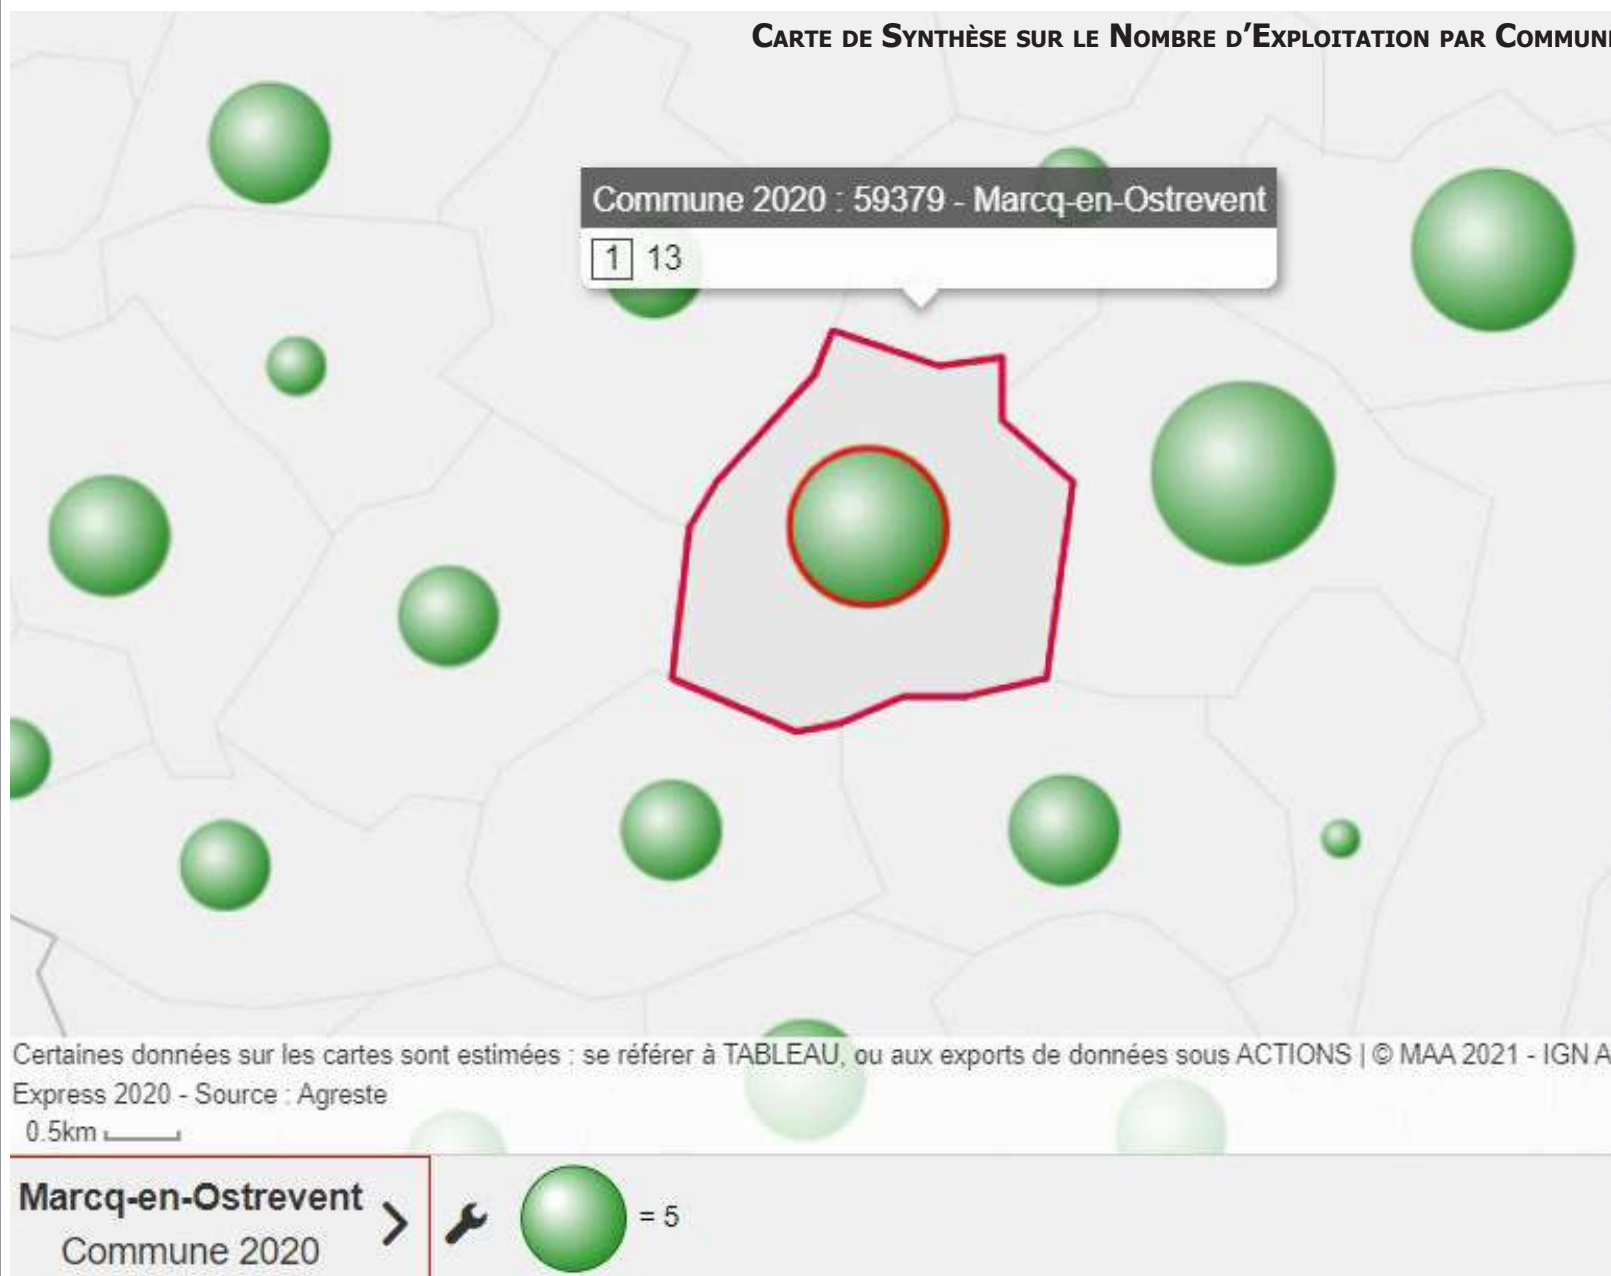 CARTE DE SYNTHÈSE SUR LE NOMBRE D'EXPLOITATION PAR COMMUN
Commune 2020 : 59379 - Marcq-en-Ostrevent
1 13
Certaines données sur les cartes sont estimées : se référer à TABLEAU, ou aux exports de données sous ACTIONS | © MAA 2021 - IGN A
Express 2020 - Source : Agreste
0.5km
Marcq-en-Ostrevent
Commune 2020
= 5